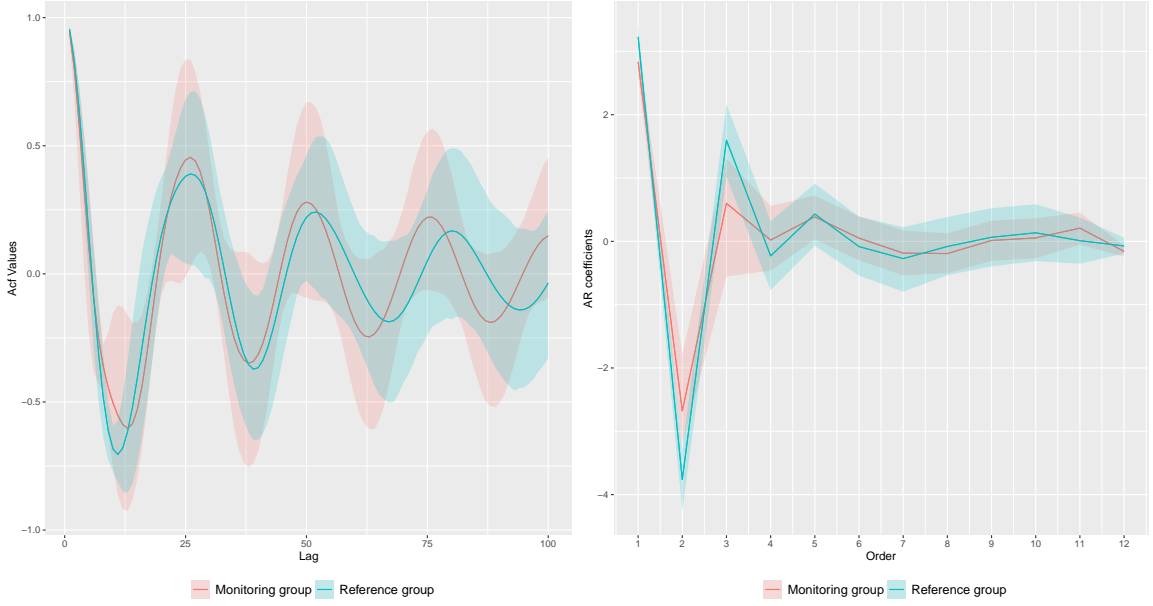 1.0
0.5
0.0
−0.5
−1.0
Acf Values
0 25 50 75 100
Lag
Monitoring group Reference group
2
0
−2
−4
AR coefficients
1 2 3 4 5 6 7 8 9 10 11 12
Order
Monitoring group Reference group